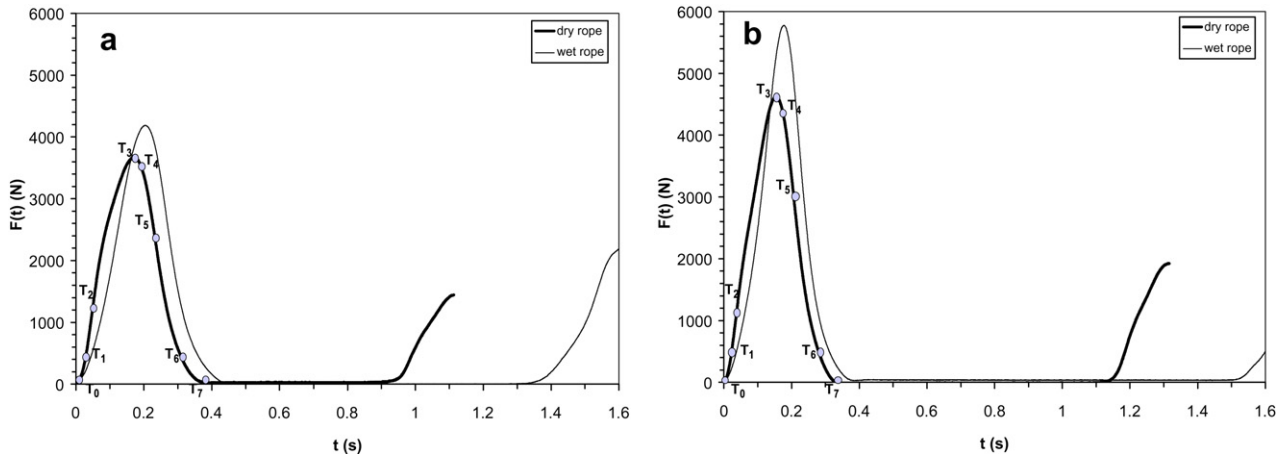 a
dry rope
wet rope
6000
5000
4000
3000
2000
1000
0
F(t) (N)
T3
T4
T5
T2
T1
T6
T0
T7
0 0.2 0.4 0.6 0.8 1 1.2 1.4 1.6
t (s)
b
dry rope
wet rope
6000
5000
4000
3000
2000
1000
0
F(t) (N)
T3
T4
T5
T2
T1
T6
T0
T7
0 0.2 0.4 0.6 0.8 1 1.2 1.4 1.6
t (s)